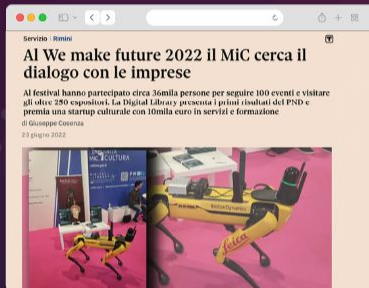 Servizio | Rimini
Al We make future 2022 il MiC cerca il
dialogo con le imprese
Al festival hanno partecipato circa 36mila persone per seguire 100 eventi e visitare
gli oltre 250 espositori. La Digital Library presenta i primi risultati del PND e
premia una startup culturale con 10mila euro in servizi e formazione
di Giuseppe Cosenza
23 giugno 2022
MIC CULTURA
BostonDynamics
Leica